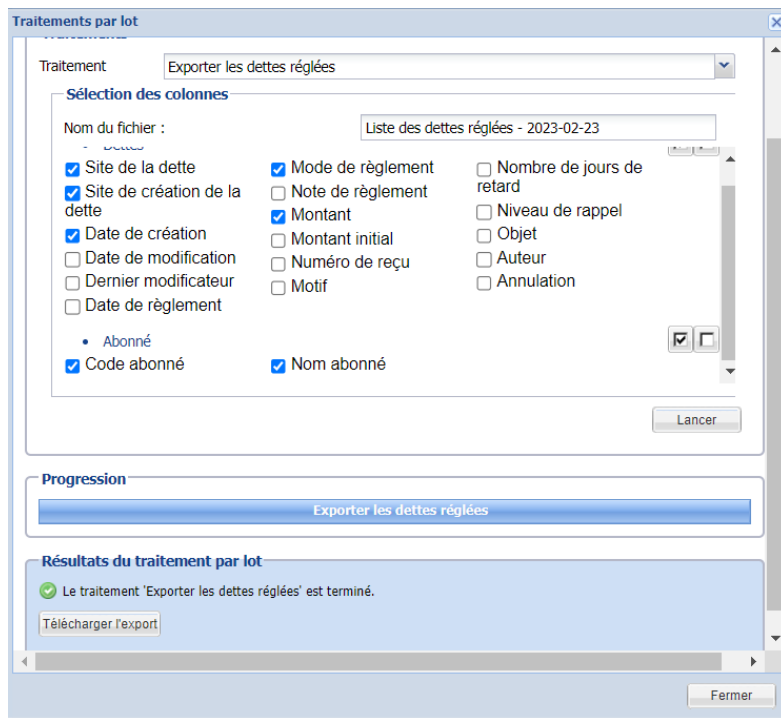 Traitements par lot
Traitements
Traitement
Exporter les dettes réglées
Sélection des colonnes
Nom du fichier :
Liste des dettes réglées - 2023-02-23
Dettes
Site de la dette
Mode de règlement
Nombre de jours de
retard
Site de création de la
dette
Note de règlement
Niveau de rappel
Montant
Date de création
Montant initial
Objet
Date de modification
Numéro de reçu
Auteur
Dernier modificateur
Motif
Annulation
Date de règlement
Abonné
Code abonné
Nom abonné
Lancer
Progression
Exporter les dettes réglées
Résultats du traitement par lot
Le traitement 'Exporter les dettes réglées' est terminé.
Télécharger l'export
Fermer